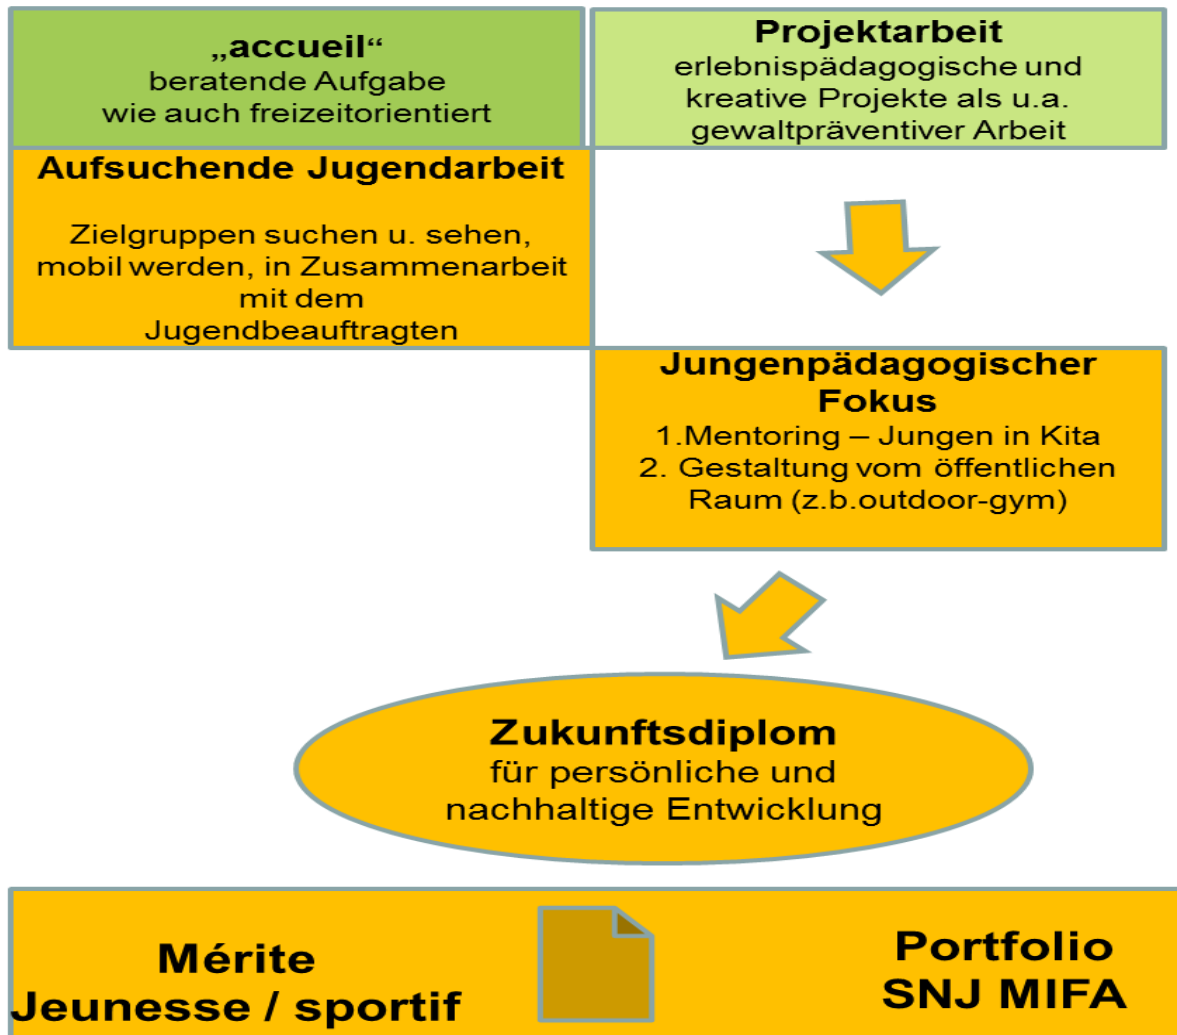 „accueil“
beratende Aufgabe
wie auch freizeitorientiert
Projektarbeit
erlebnispädagogische und
kreative Projekte als u.a.
gewaltpräventiver Arbeit
Aufsuchende Jugendarbeit
Zielgruppen suchen u. sehen,
mobil werden, in Zusammenarbeit
mit dem
Jugendbeauftragten
Jungenpädagogischer
Fokus
1.Mentoring – Jungen in Kita
2. Gestaltung vom öffentlichen
Raum (z.b.outdoor-gym)
Zukunftsdiplom
für persönliche und
nachhaltige Entwicklung
Mérite
Jeunesse / sportif
Portfolio
SNJ MIFA